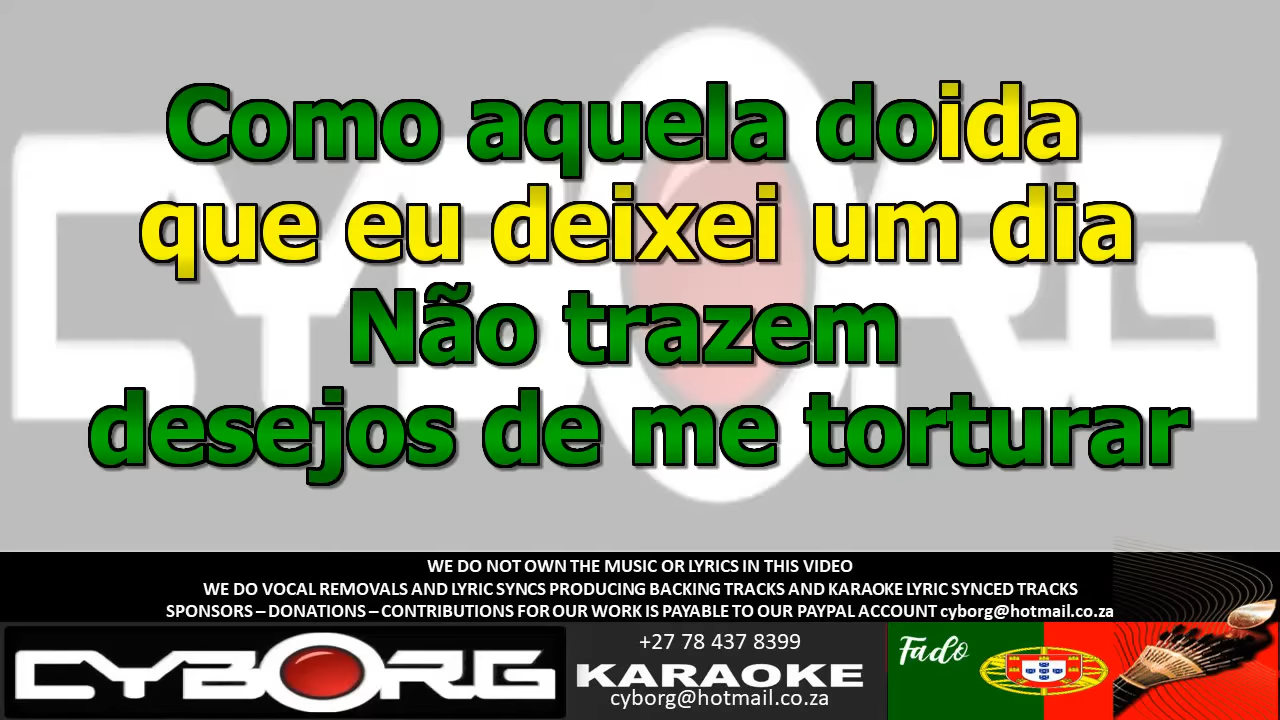 Como aquela doida
que eu deixei um dia
Não trazem
desejos de me torturar
WE DO NOT OWN THE MUSIC OR LYRICS IN THIS VIDEO
WE DO VOCAL REMOVALS AND LYRIC SYNCS PRODUCING BACKING TRACKS AND KARAOKE LYRIC SYNCED TRACKS
SPONSORS – DONATIONS – CONTRIBUTIONS FOR OUR WORK IS PAYABLE TO OUR PAYPAL ACCOUNT cyborg@hotmail.co.za
CYBORG
+27 78 437 8399
KARAOKE
cyborg@hotmail.co.za
Fado